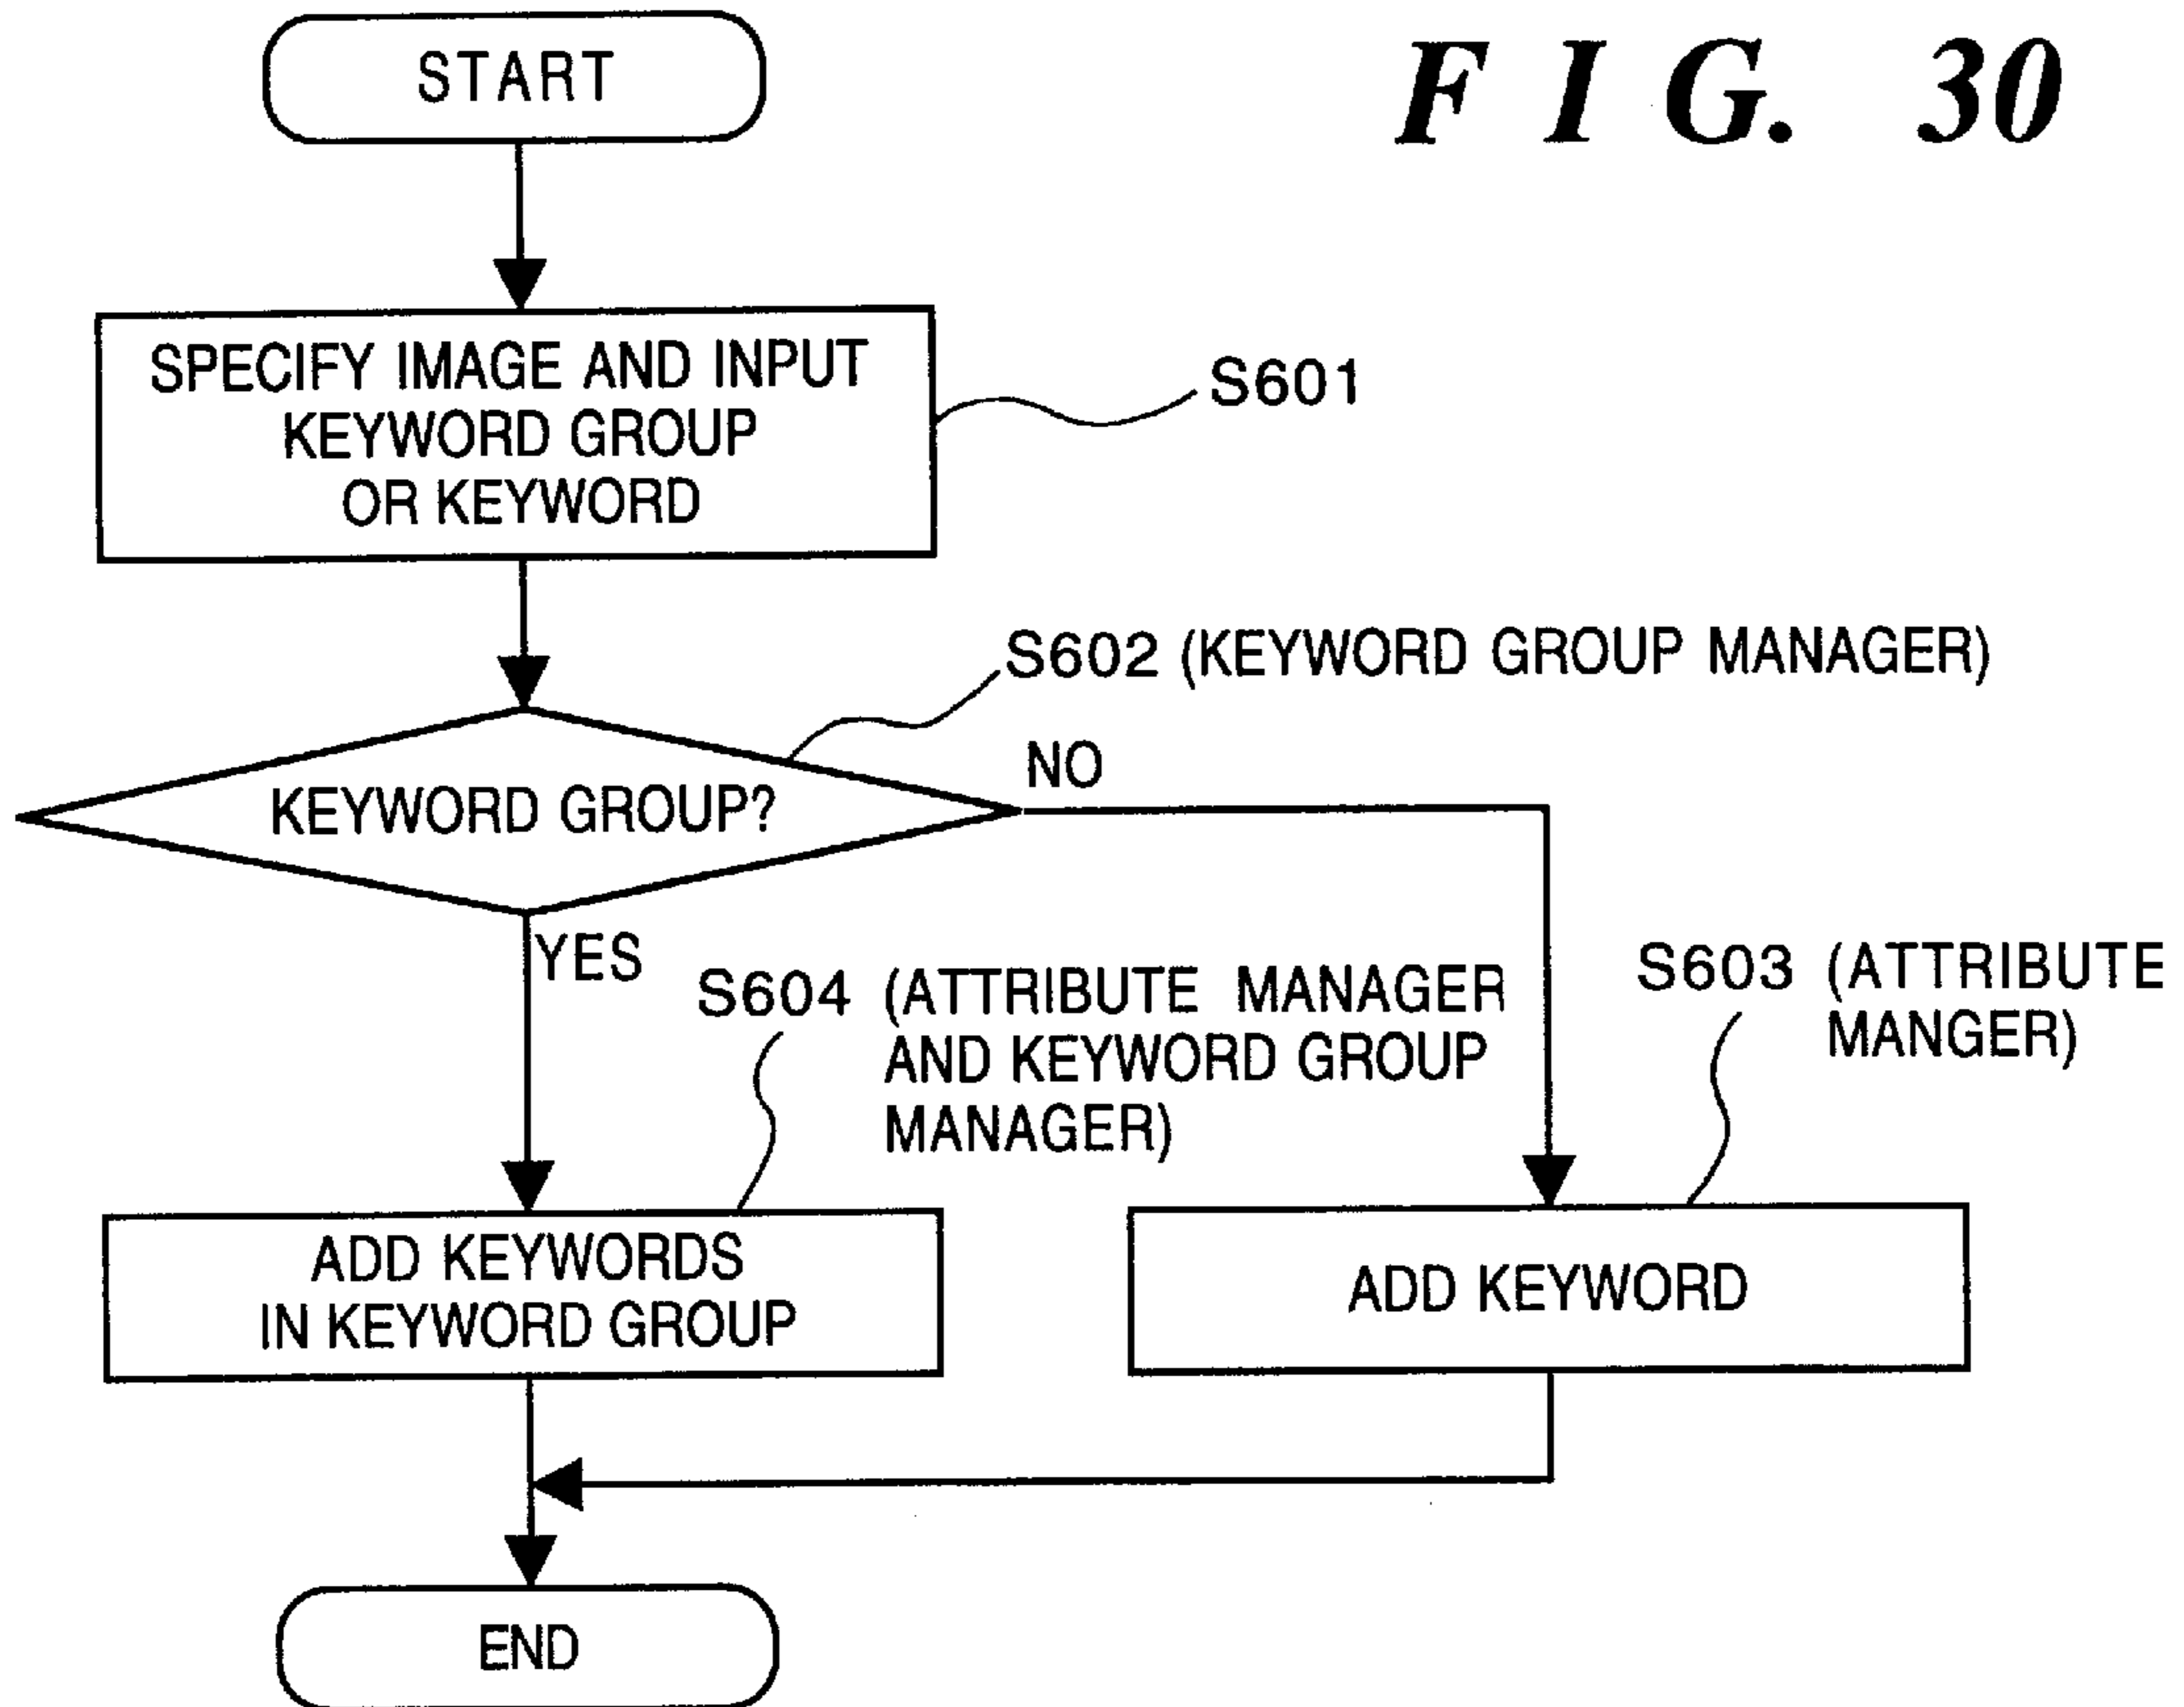 START
F I G. 30
SPECIFY IMAGE AND INPUT
KEYWORD GROUP
OR KEYWORD
S601
S602 (KEYWORD GROUP MANAGER)
KEYWORD GROUP?
NO
YES
S604 (ATTRIBUTE MANAGER
AND KEYWORD GROUP
MANAGER)
S603 (ATTRIBUTE
MANGER)
ADD KEYWORDS
IN KEYWORD GROUP
ADD KEYWORD
END